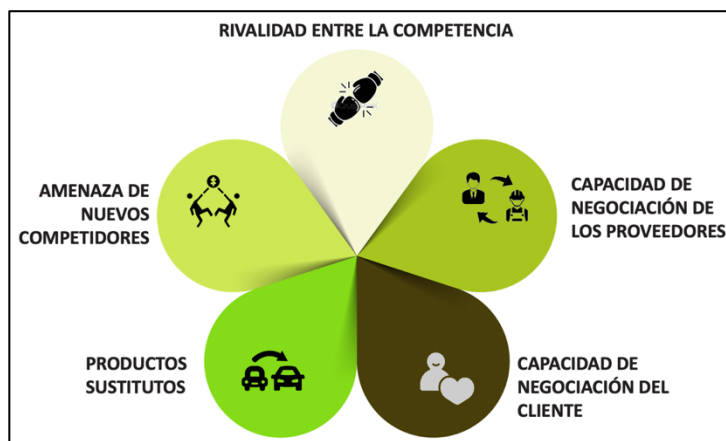 RIVALIDAD ENTRE LA COMPETENCIA
AMENAZA DE
NUEVOS
COMPETIDORES
CAPACIDAD DE
NEGOCIACIÓN DE
LOS PROVEEDORES
PRODUCTOS
SUSTITUTOS
CAPACIDAD DE
NEGOCIACIÓN DEL
CLIENTE